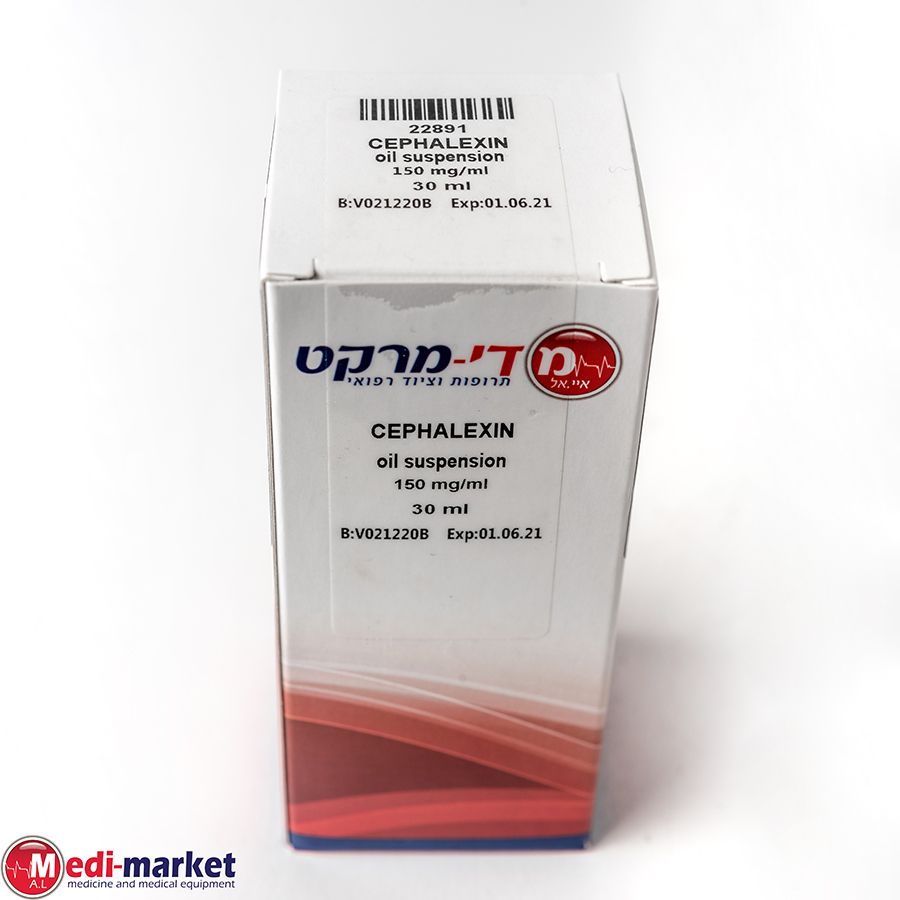 22891
CEPHALEXIN
oil suspension
150 mg/ml
30 ml
B:V021220B Exp:01.06.21
מדי-מרקט
תרופות וציוד רפואי
איי.אל
CEPHALEXIN
oil suspension
150 mg/ml
30 ml
B:V021220B Exp:01.06.21
Medi-market
A.L
medicine and medical equipment